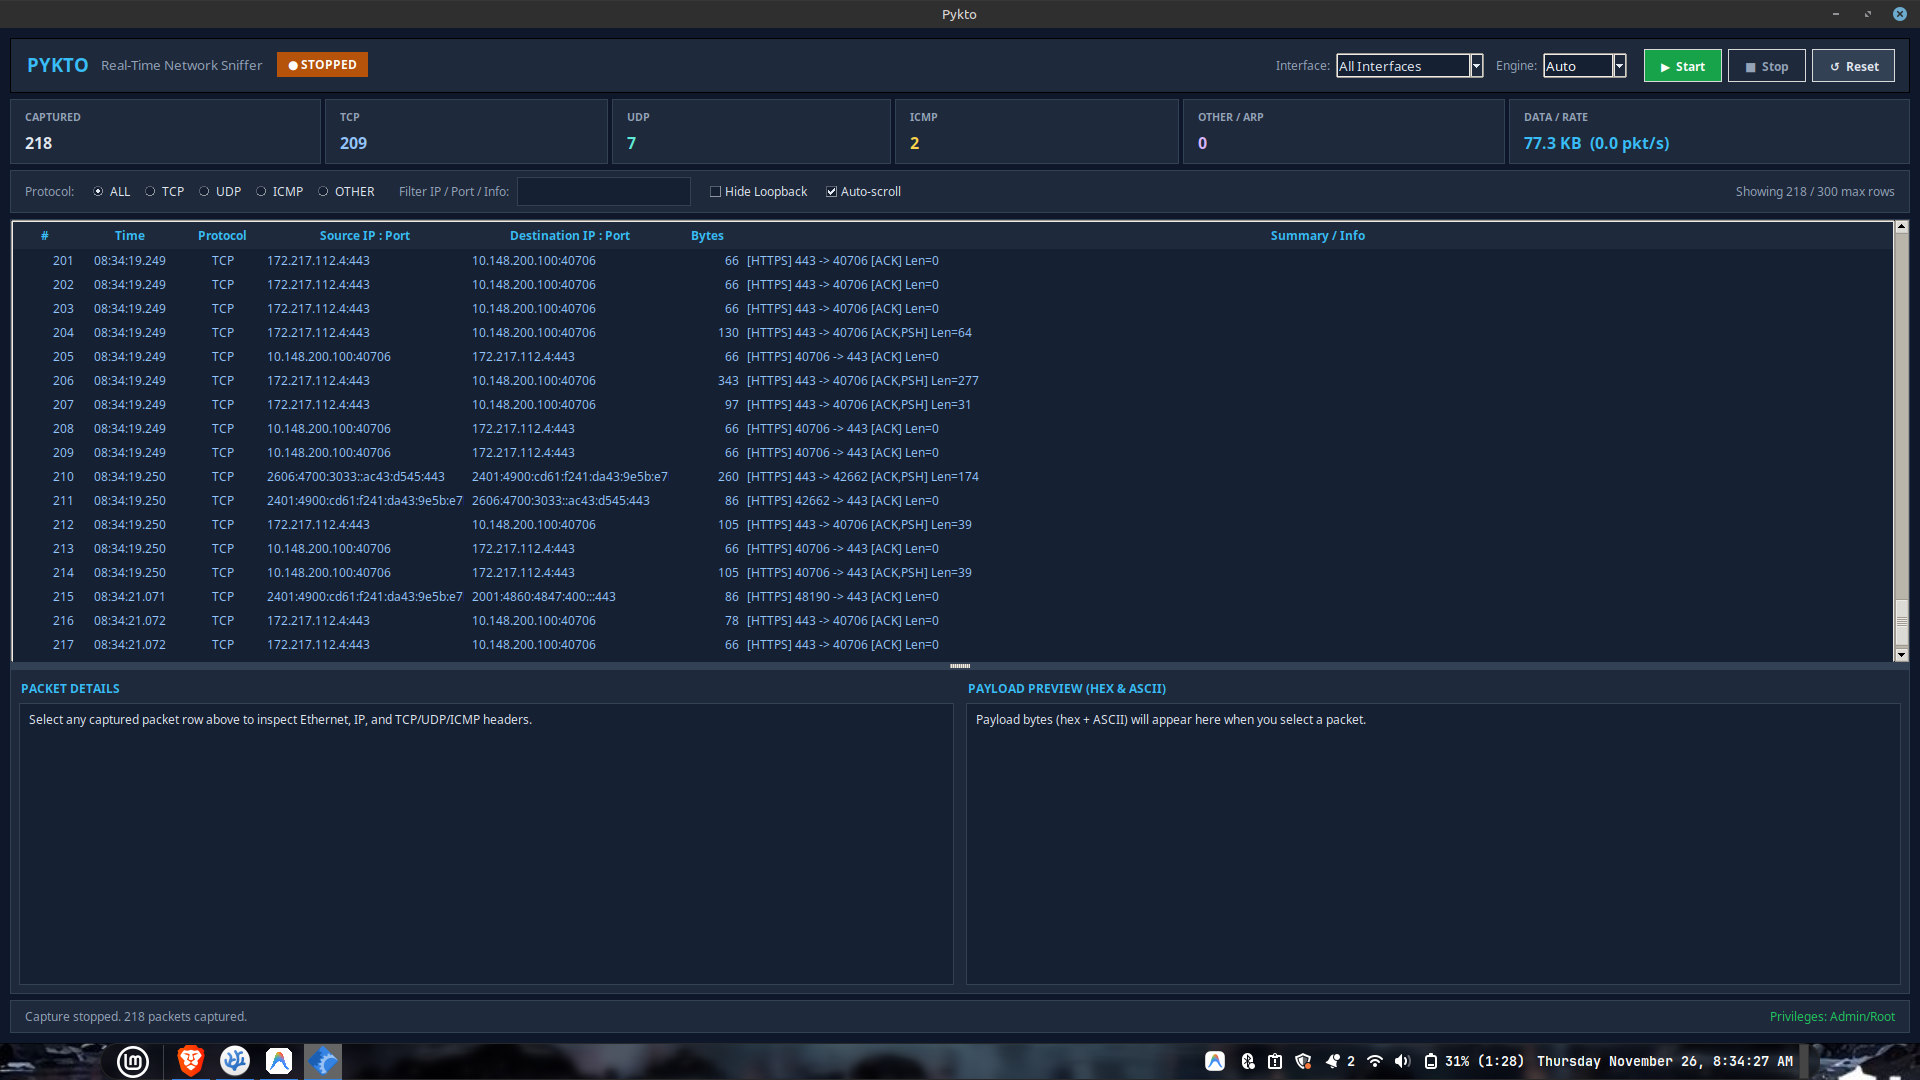 Pykto
PYKTO Real-Time Network Sniffer ● STOPPED Interface: All Interfaces Engine: Auto ▶ Start ■ Stop ↺ Reset
CAPTURED TCP UDP ICMP OTHER / ARP DATA / RATE
218 209 7 2 0 77.3 KB (0.0 pkt/s)
Protocol: ALL TCP UDP ICMP OTHER Filter IP / Port / Info: Hide Loopback Auto-scroll Showing 218 / 300 max rows
# Time Protocol Source IP : Port Destination IP : Port Bytes Summary / Info
201 08:34:19.249 TCP 172.217.112.4:443 10.148.200.100:40706 66 [HTTPS] 443 -> 40706 [ACK] Len=0
202 08:34:19.249 TCP 172.217.112.4:443 10.148.200.100:40706 66 [HTTPS] 443 -> 40706 [ACK] Len=0
203 08:34:19.249 TCP 172.217.112.4:443 10.148.200.100:40706 66 [HTTPS] 443 -> 40706 [ACK] Len=0
204 08:34:19.249 TCP 172.217.112.4:443 10.148.200.100:40706 130 [HTTPS] 443 -> 40706 [ACK,PSH] Len=64
205 08:34:19.249 TCP 10.148.200.100:40706 172.217.112.4:443 66 [HTTPS] 40706 -> 443 [ACK] Len=0
206 08:34:19.249 TCP 172.217.112.4:443 10.148.200.100:40706 343 [HTTPS] 443 -> 40706 [ACK,PSH] Len=277
207 08:34:19.249 TCP 172.217.112.4:443 10.148.200.100:40706 97 [HTTPS] 443 -> 40706 [ACK,PSH] Len=31
208 08:34:19.249 TCP 10.148.200.100:40706 172.217.112.4:443 66 [HTTPS] 40706 -> 443 [ACK] Len=0
209 08:34:19.249 TCP 10.148.200.100:40706 172.217.112.4:443 66 [HTTPS] 40706 -> 443 [ACK] Len=0
210 08:34:19.250 TCP 2606:4700:3033::ac43:d545:443 2401:4900:cd61:f241:da43:9e5b:e7 260 [HTTPS] 443 -> 42662 [ACK,PSH] Len=174
211 08:34:19.250 TCP 2401:4900:cd61:f241:da43:9e5b:e7 2606:4700:3033::ac43:d545:443 86 [HTTPS] 42662 -> 443 [ACK] Len=0
212 08:34:19.250 TCP 172.217.112.4:443 10.148.200.100:40706 105 [HTTPS] 443 -> 40706 [ACK,PSH] Len=39
213 08:34:19.250 TCP 10.148.200.100:40706 172.217.112.4:443 66 [HTTPS] 40706 -> 443 [ACK] Len=0
214 08:34:19.250 TCP 10.148.200.100:40706 172.217.112.4:443 105 [HTTPS] 40706 -> 443 [ACK,PSH] Len=39
215 08:34:21.071 TCP 2401:4900:cd61:f241:da43:9e5b:e7 2001:4860:4847:400:::443 86 [HTTPS] 48190 -> 443 [ACK] Len=0
216 08:34:21.072 TCP 172.217.112.4:443 10.148.200.100:40706 78 [HTTPS] 443 -> 40706 [ACK] Len=0
217 08:34:21.072 TCP 172.217.112.4:443 10.148.200.100:40706 66 [HTTPS] 443 -> 40706 [ACK] Len=0
PACKET DETAILS PAYLOAD PREVIEW (HEX & ASCII)
Select any captured packet row above to inspect Ethernet, IP, and TCP/UDP/ICMP headers. Payload bytes (hex + ASCII) will appear here when you select a packet.
Capture stopped. 218 packets captured. Privileges: Admin/Root
2 31% (1:28) Thursday November 26, 8:34:27 AM